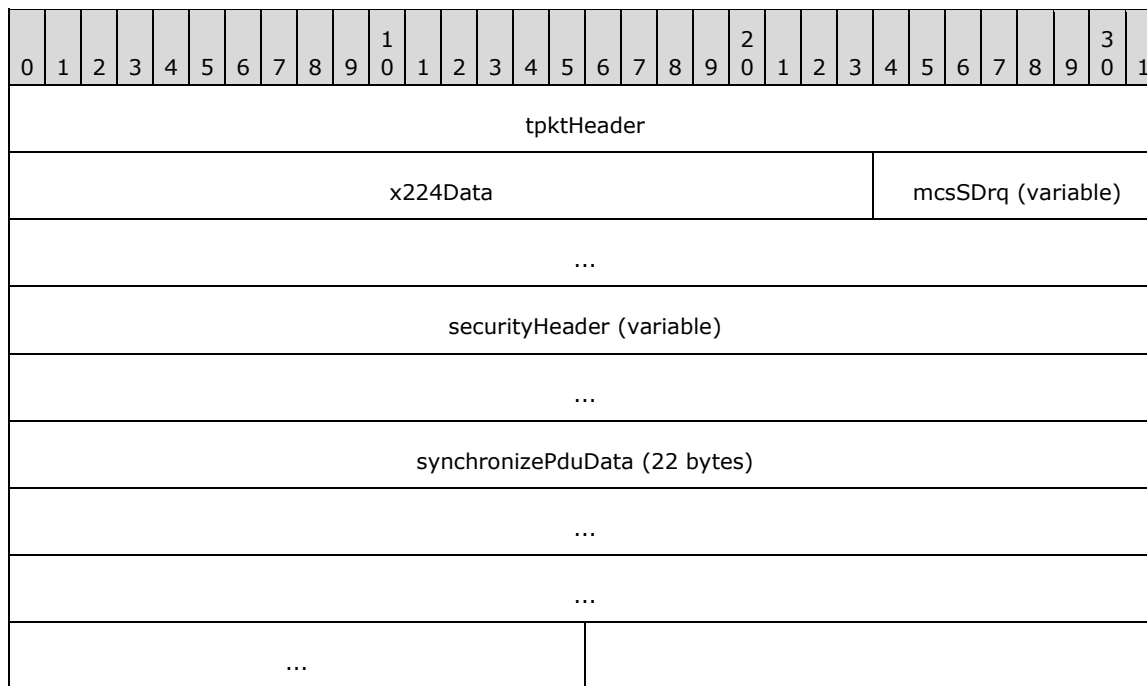 1 2 3
0 1 2 3 4 5 6 7 8 9 0 1 2 3 4 5 6 7 8 9 0 1 2 3 4 5 6 7 8 9 0 1
tpktHeader
x224Data mcsSDrq (variable)
...
securityHeader (variable)
...
synchronizePduData (22 bytes)
...
...
...